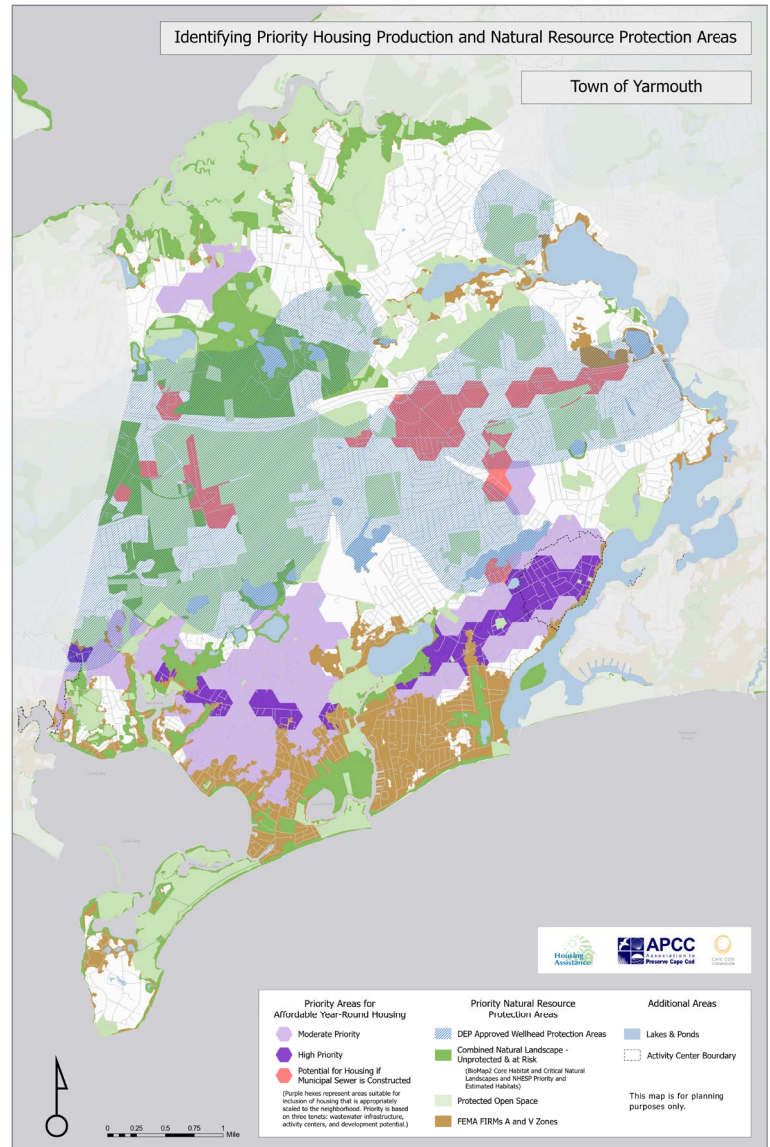 Identifying Priority Housing Production and Natural Resource Protection Areas
Town of Yarmouth
Housing
Assistance
APCC
Association to
Preserve Cape Cod
CAPE COD
COMMISSION
Priority Areas for
Affordable Year-Round Housing
Moderate Priority
High Priority
Potential for Housing if
Municipal Sewer is Constructed
(Purple hexes represent areas suitable for
inclusion of housing that is appropriately
scaled to the neighborhood. Priority is based
on three tenets: wastewater infrastructure,
activity centers, and development potential.)
Priority Natural Resource
Protection Areas
DEP Approved Wellhead Protection Areas
Combined Natural Landscape -
Unprotected & at Risk
(BioMap2 Core Habitat and Critical Natural
Landscapes and NHESP Priority and
Estimated Habitats)
Protected Open Space
FEMA FIRMs A and V Zones
Additional Areas
Lakes & Ponds
Activity Center Boundary
This map is for planning
purposes only.
0 0.25 0.5 0.75 1
Mile